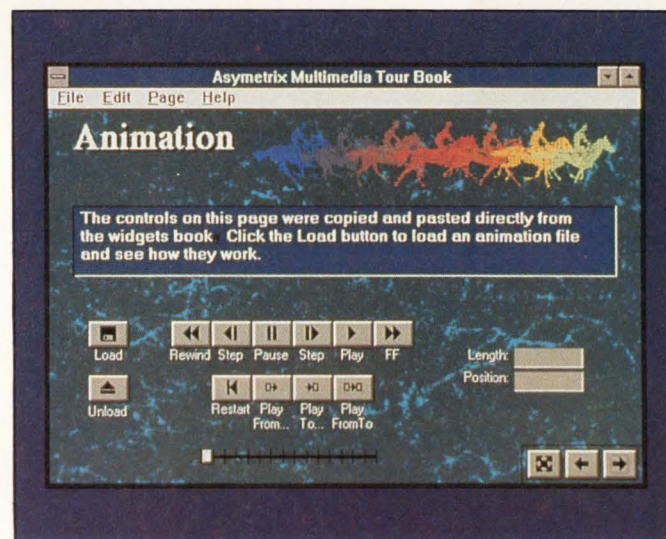 Asymetrix Multimedia Tour Book
File Edit Page Help
Animation
The controls on this page were copied and pasted directly from
the widgets book. Click the Load button to load an animation file
and see how they work.
Load Rewind Step Pause Step Play FF
Length:
Position:
Unload Restart Play From... Play To... Play FromTo